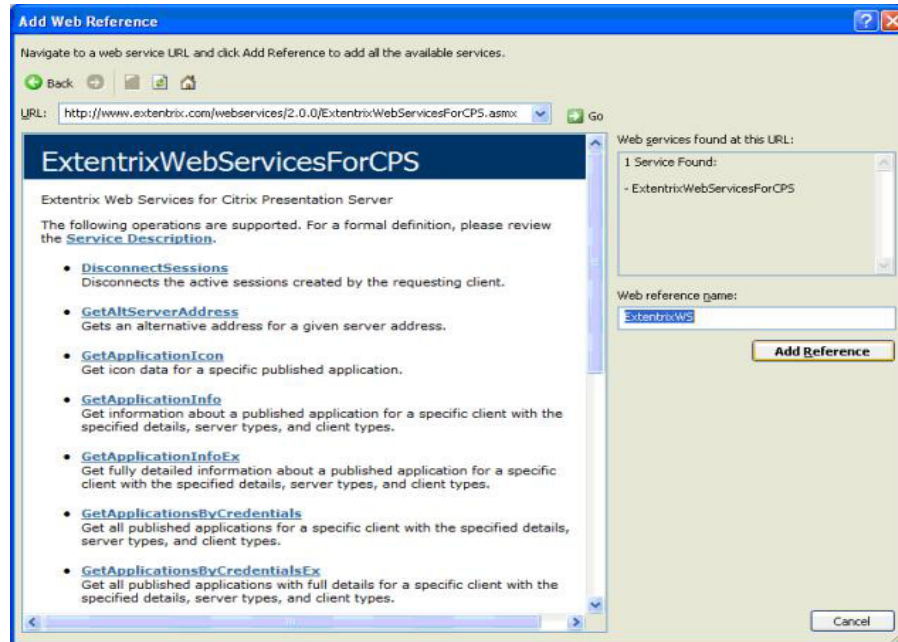 Add Web Reference
Navigate to a web service URL and click Add Reference to add all the available services.
Back
URL: http://www.extentrix.com/webservices/2.0.0/ExtentrixWebServicesForCPS.asmx Go
ExtentrixWebServicesForCPS
Extentrix Web Services for Citrix Presentation Server
The following operations are supported. For a formal definition, please review
the Service Description.
• DisconnectSessions
Disconnects the active sessions created by the requesting client.
• GetAltServerAddress
Gets an alternative address for a given server address.
• GetApplicationIcon
Get icon data for a specific published application.
• GetApplicationInfo
Get information about a published application for a specific client with the
specified details, server types, and client types.
• GetApplicationInfoEx
Get fully detailed information about a published application for a specific
client with the specified details, server types, and client types.
• GetApplicationsByCredentials
Get all published applications for a specific client with the specified details,
server types, and client types.
• GetApplicationsByCredentialsEx
Get all published applications with full details for a specific client with the
specified details, server types, and client types.
Web services found at this URL:
1 Service Found:
- ExtentrixWebServicesForCPS
Web reference name:
ExtentrixWS
Add Reference
Cancel